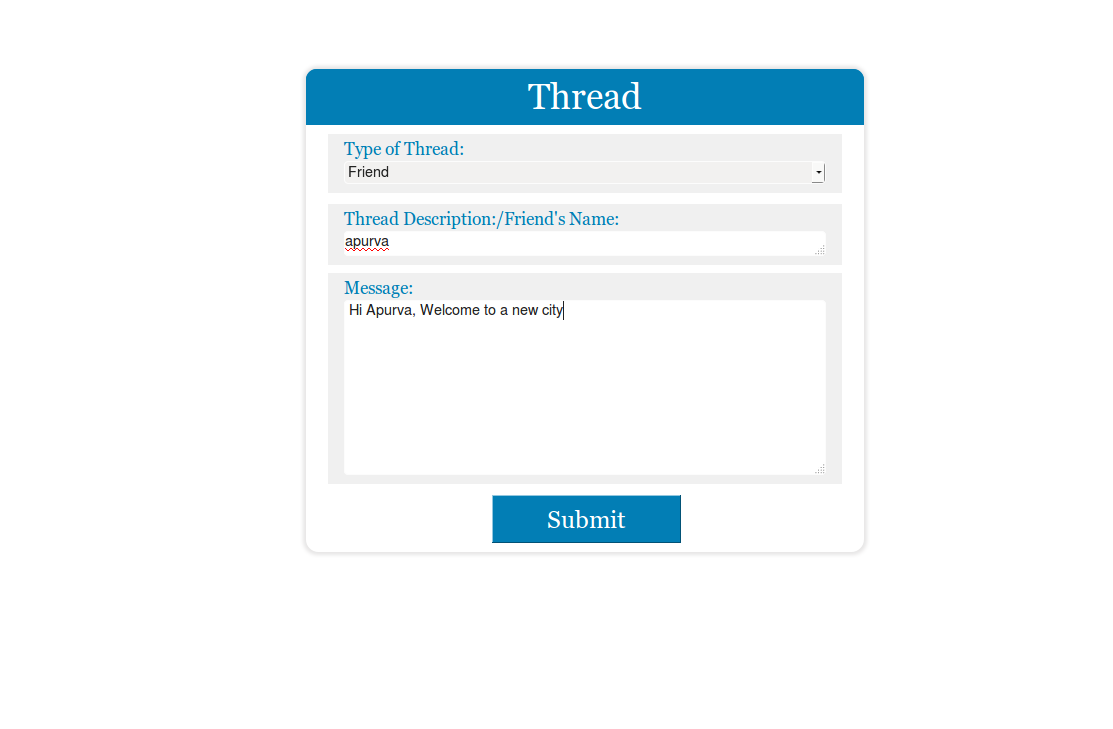 Thread
Type of Thread:
Friend
Thread Description:/Friend's Name:
apurva
Message:
Hi Apurva, Welcome to a new city
Submit